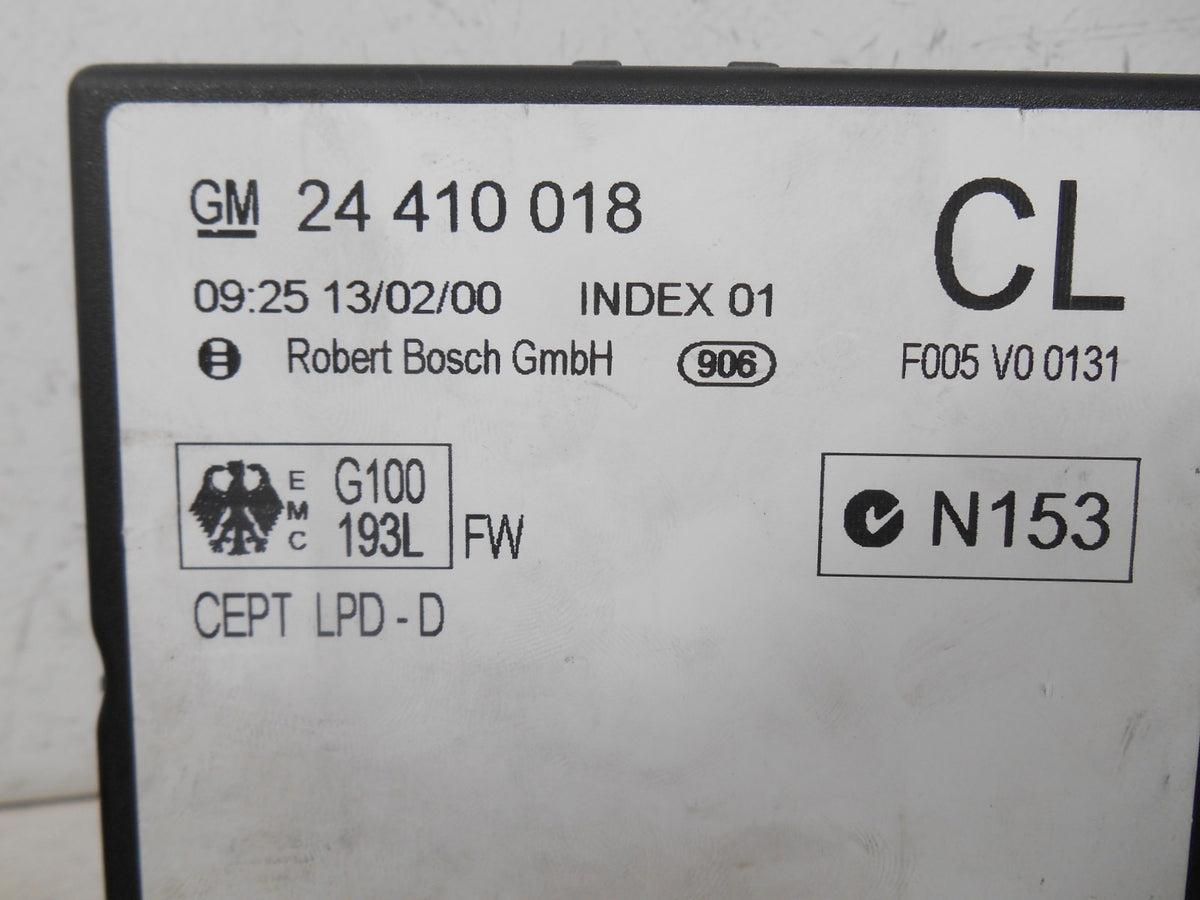 GM 24 410 018
CL
09:25 13/02/00 INDEX 01
Robert Bosch GmbH 906 F005 V0 0131
EMC G100
193L FW
N153
CEPT LPD - D